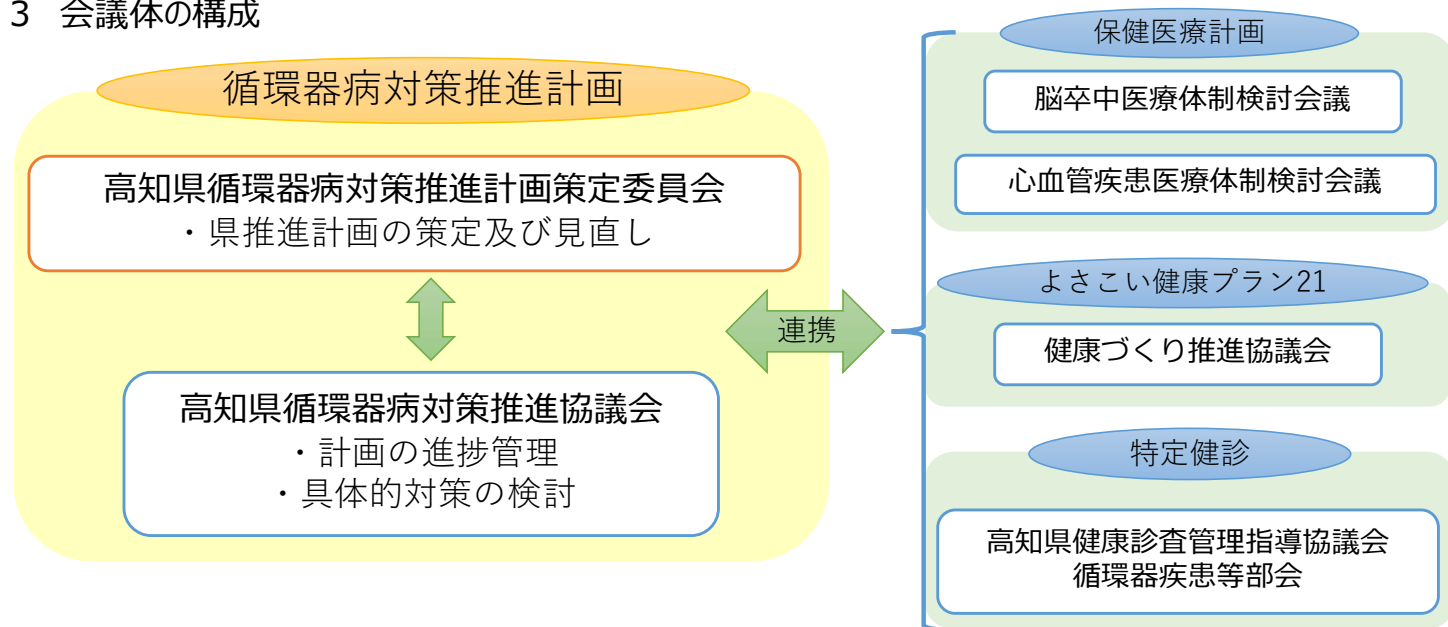 3 会議体の構成
循環器病対策推進計画
高知県循環器病対策推進計画策定委員会
・県推進計画の策定及び見直し
高知県循環器病対策推進協議会
・計画の進捗管理
・具体的対策の検討
連携
保健医療計画
脳卒中医療体制検討会議
心血管疾患医療体制検討会議
よさこい健康プラン21
健康づくり推進協議会
特定健診
高知県健康診査管理指導協議会
循環器疾患等部会